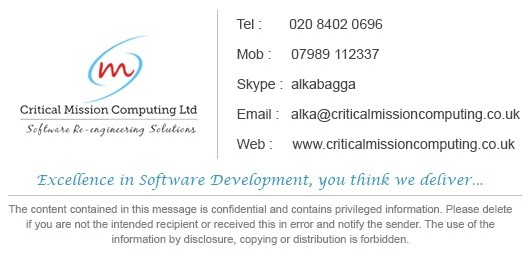 m
Critical Mission Computing Ltd
Software Re-engineering Solutions
Tel : 020 8402 0696
Mob : 07989 112337
Skype : alkabagga
Email : alka@criticalmissioncomputing.co.uk
Web : www.criticalmissioncomputing.co.uk
Excellence in Software Development, you think we deliver...
The content contained in this message is confidential and contains privileged information. Please delete
if you are not the intended recipient or received this in error and notify the sender. The use of the
information by disclosure, copying or distribution is forbidden.